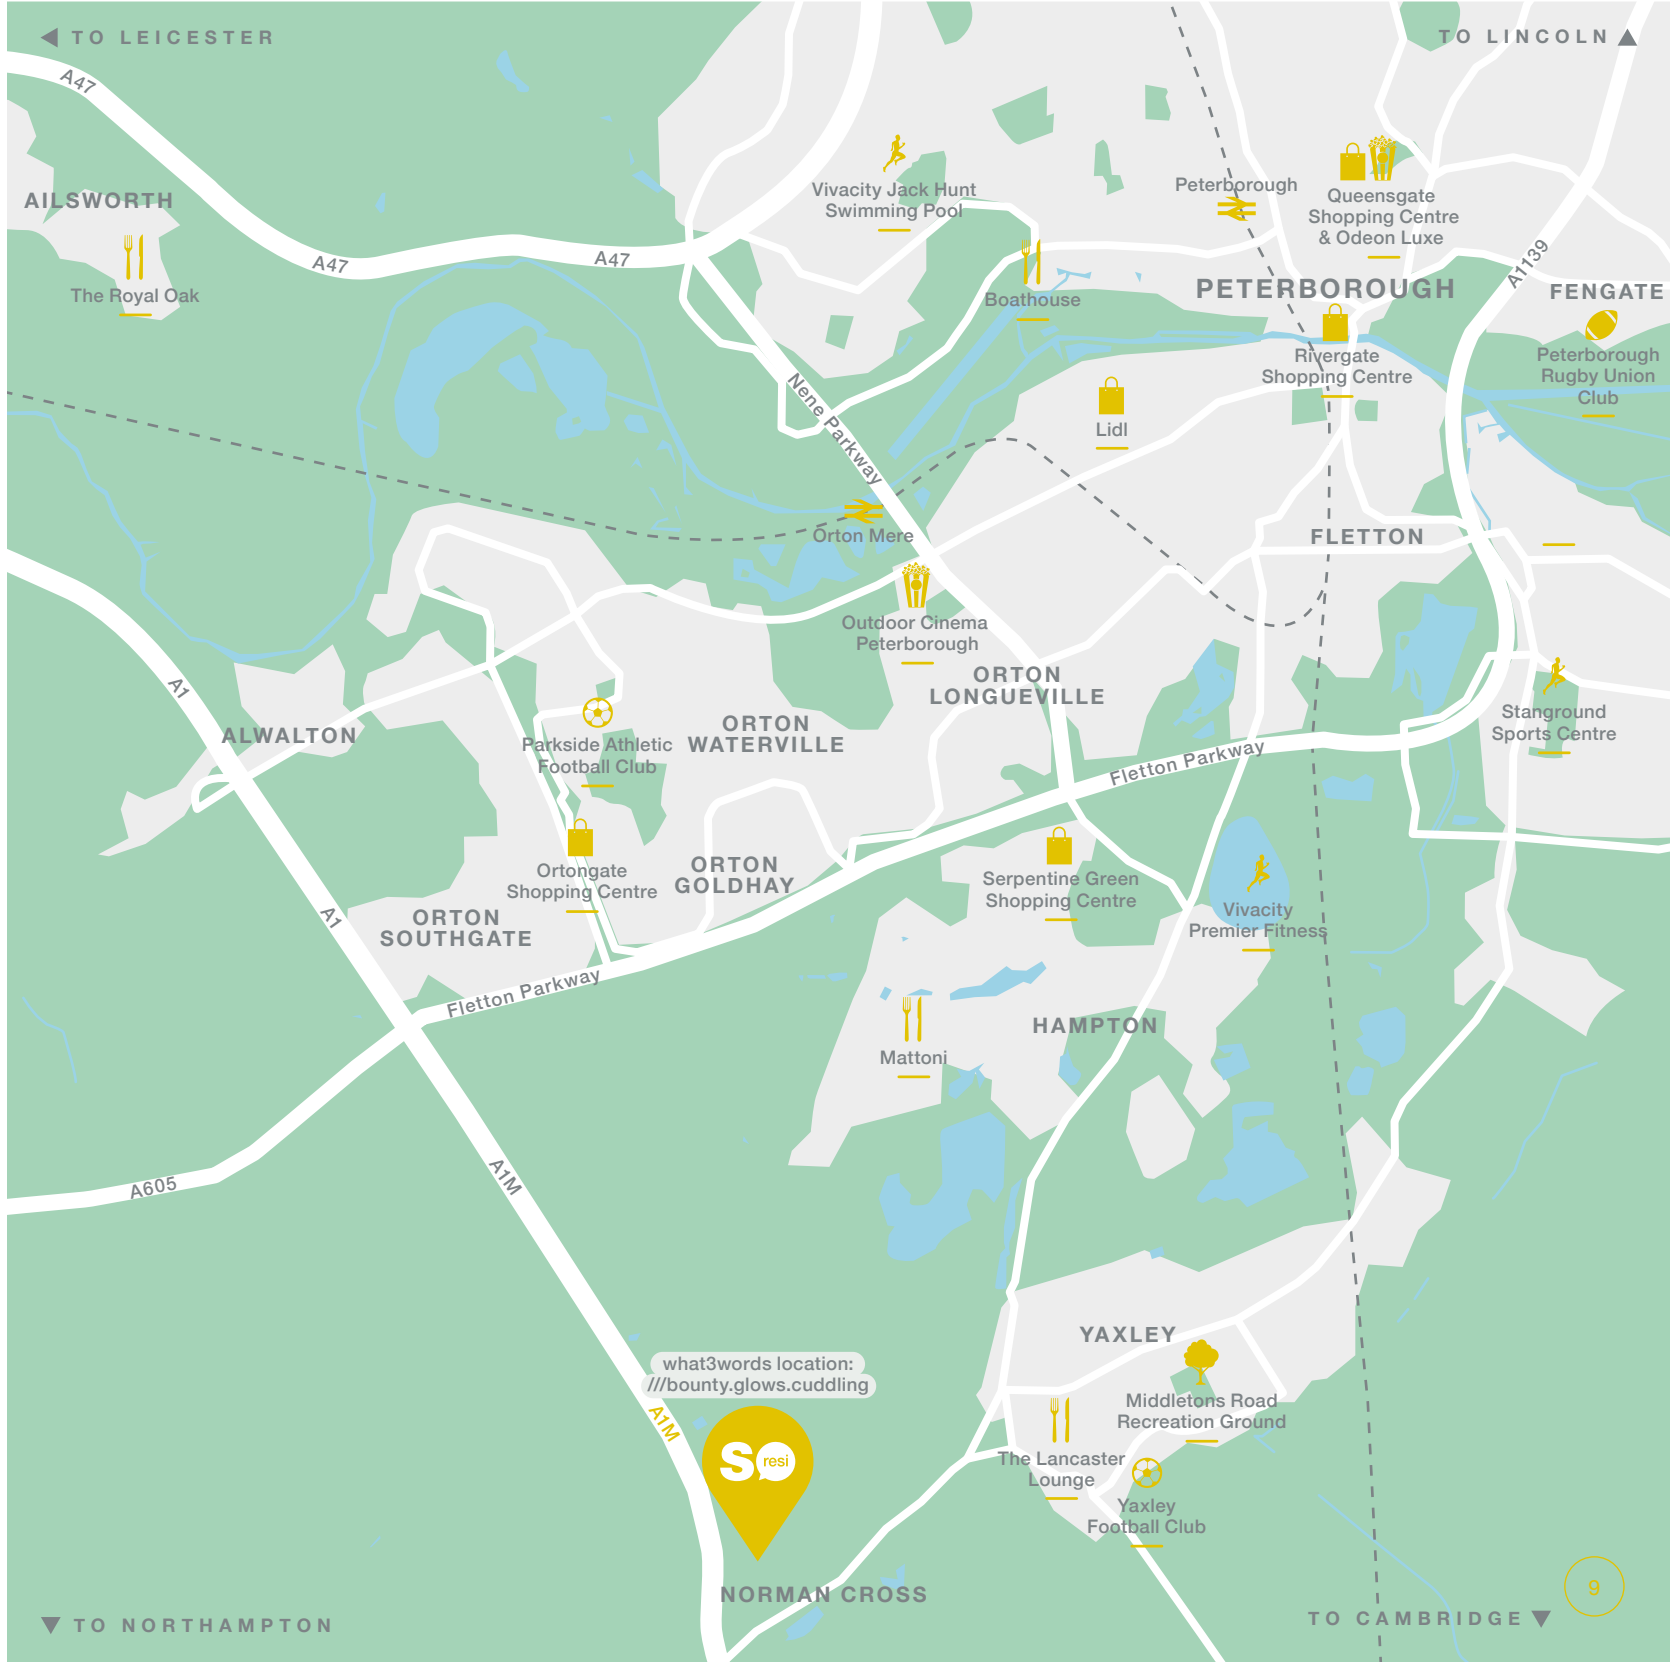 TO LEICESTER
TO LINCOLN
A47
AILSWORTH
The Royal Oak
A47
A47
Vivacity Jack Hunt
Swimming Pool
Peterborough
Queensgate
Shopping Centre
& Odeon Luxe
A1139
Boathouse
PETERBOROUGH
FENGATE
Rivergate
Shopping Centre
Peterborough
Rugby Union
Club
Nene Parkway
Lidl
Orton Mere
FLETTON
Outdoor Cinema
Peterborough
ORTON
LONGUEVILLE
A1
ALWALTON
Parkside Athletic
Football Club
ORTON
WATERVILLE
Fletton Parkway
Stanground
Sports Centre
Ortongate
Shopping Centre
ORTON
GOLDHAY
Serpentine Green
Shopping Centre
Vivacity
Premier Fitness
A1
ORTON
SOUTHGATE
Fletton Parkway
HAMPTON
Mattoni
A605
A1M
YAXLEY
what3words location:
///bounty.glows.cuddling
A1M
so
resi
Middletons Road
Recreation Ground
The Lancaster
Lounge
Yaxley
Football Club
NORMAN CROSS
9
TO NORTHAMPTON
TO CAMBRIDGE